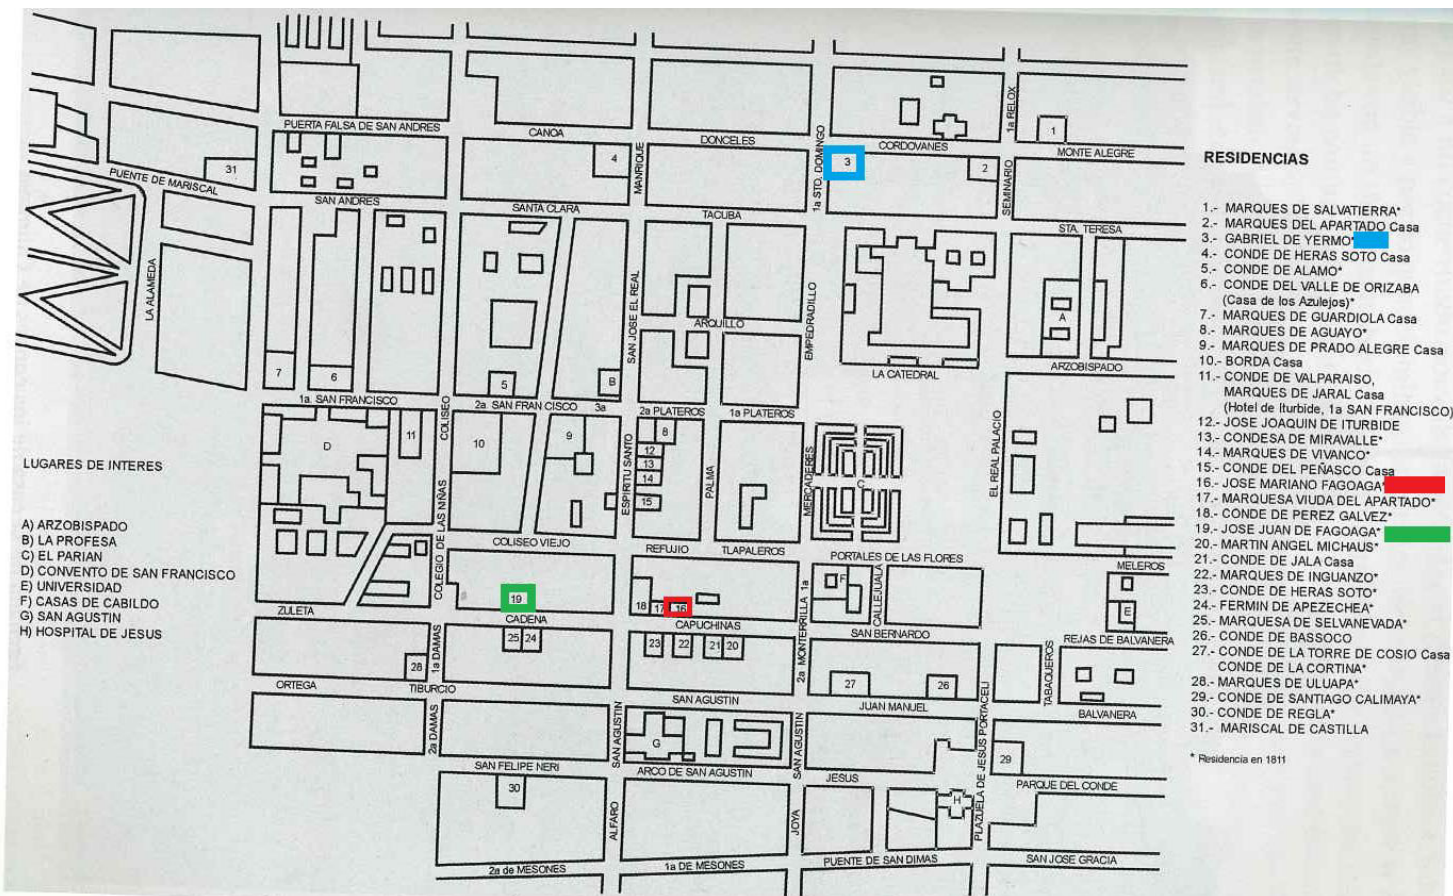 PUERTA FALSA DE SAN ANDRES
CANOA
DONCELES
CORDOVANES
MONTE ALEGRE
1a RELOX
1
31
4
MANRIQUE
1a STO. DOMINGO
3
2
SEMINARIO
PUENTE DE MARISCAL
SAN ANDRES
SANTA CLARA
TACUBA
STA. TERESA
LA ALAMEDA
SAN JOSE EL REAL
ARQUILLO
EMPEDRADILLO
A
LA CATEDRAL
ARZOBISPADO
7
6
5
B
1a. SAN FRANCISCO
COLISEO
2a. SAN FRANCISCO
3a
2a PLATEROS
1a PLATEROS
D
11
10
9
8
12
13
14
15
ESPIRITU SANTO
PALMA
MERCADERES
C
EL REAL PALACIO
COLEGIO DE LAS NIÑAS
COLISEO VIEJO
REFUJIO
TLAPALEROS
PORTALES DE LAS FLORES
MELEROS
19
18
17
16
F
CALLEJUALA
E
ZULETA
CADENA
CAPUCHINAS
SAN BERNARDO
REJAS DE BALVANERA
1a DAMAS
25
24
23
22
21
20
2a MONTERRILLA 1a
28
27
26
TABAQUEROS
ORTEGA
TIBURCIO
SAN AGUSTIN
JUAN MANUEL
BALVANERA
2a DAMAS
SAN AGUSTIN
G
SAN AGUSTIN
PLAZUELA DE JESUS PORTACELI
29
SAN FELIPE NERI
ARCO DE SAN AGUSTIN
JESUS
PARQUE DEL CONDE
30
ALFARO
JOYA
H
2a de MESONES
1a DE MESONES
PUENTE DE SAN DIMAS
SAN JOSE GRACIA
LUGARES DE INTERES
A) ARZOBISPADO
B) LA PROFESA
C) EL PARIAN
D) CONVENTO DE SAN FRANCISCO
E) UNIVERSIDAD
F) CASAS DE CABILDO
G) SAN AGUSTIN
H) HOSPITAL DE JESUS
RESIDENCIAS
1.- MARQUES DE SALVATIERRA*
2.- MARQUES DEL APARTADO Casa
3.- GABRIEL DE YERMO*
4.- CONDE DE HERAS SOTO Casa
5.- CONDE DE ALAMO*
6.- CONDE DEL VALLE DE ORIZABA
(Casa de los Azulejos)*
7.- MARQUES DE GUARDIOLA Casa
8.- MARQUES DE AGUAYO*
9.- MARQUES DE PRADO ALEGRE Casa
10.- BORDA Casa
11.- CONDE DE VALPARAISO,
MARQUES DE JARAL Casa
(Hotel de Iturbide, 1a SAN FRANCISCO)
12.- JOSE JOAQUIN DE ITURBIDE
13.- CONDESA DE MIRAVALLE*
14.- MARQUES DE VIVANCO*
15.- CONDE DEL PEÑASCO Casa
16.- JOSE MARIANO FAGOAGA*
17.- MARQUESA VIUDA DEL APARTADO*
18.- CONDE DE PEREZ GALVEZ*
19.- JOSE JUAN DE FAGOAGA*
20.- MARTIN ANGEL MICHAUS*
21.- CONDE DE JALA Casa
22.- MARQUES DE INGUANZO*
23.- CONDE DE HERAS SOTO*
24.- FERMIN DE APEZECHEA*
25.- MARQUESA DE SELVANEVADA*
26.- CONDE DE BASSOCO
27.- CONDE DE LA TORRE DE COSIO Casa
CONDE DE LA CORTINA*
28.- MARQUES DE ULUAPA*
29.- CONDE DE SANTIAGO CALIMAYA*
30.- CONDE DE REGLA*
31.- MARISCAL DE CASTILLA
* Residencia en 1811